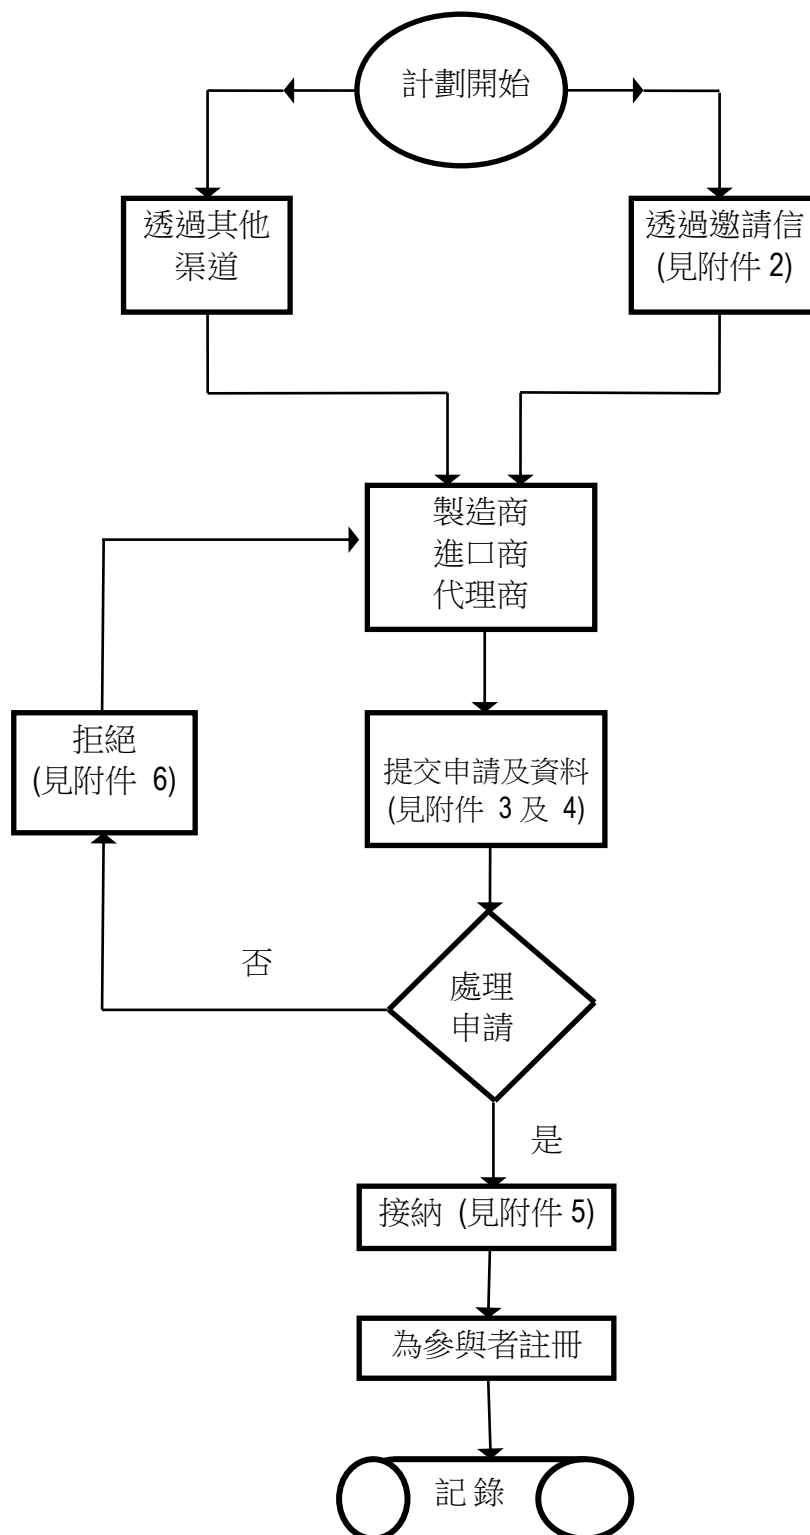 計劃開始
透過其他
渠道
透過邀請信
(見附件 2)
製造商
進口商
代理商
拒絕
(見附件 6)
提交申請及資料
(見附件 3 及 4)
否
處理
申請
是
接納 (見附件 5)
為參與者註冊
記 錄